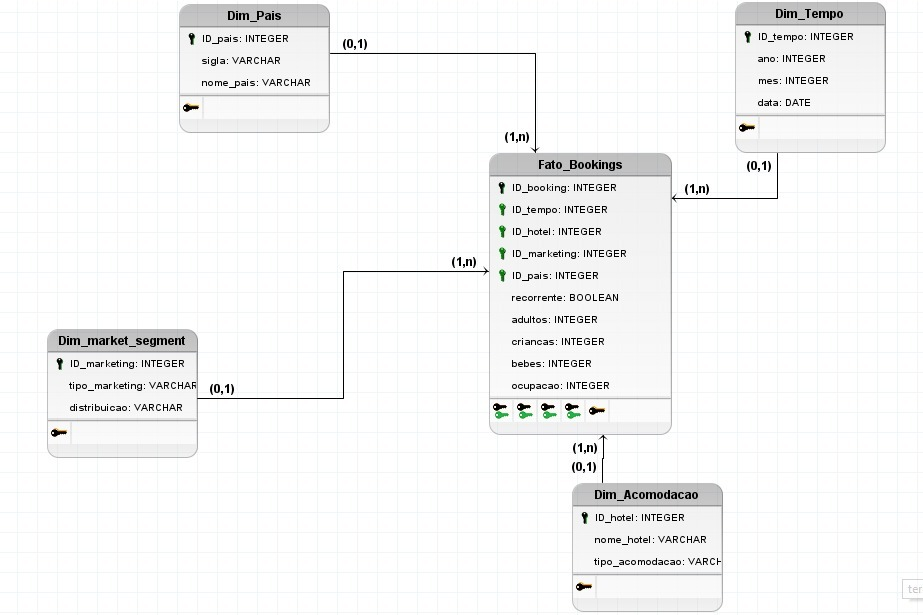 Dim_Pais
ID_pais: INTEGER
sigla: VARCHAR
nome_pais: VARCHAR
(0,1)
(1,n)
Dim_Tempo
ID_tempo: INTEGER
ano: INTEGER
mes: INTEGER
data: DATE
(0,1)
(1,n)
Fato_Bookings
ID_booking: INTEGER
ID_tempo: INTEGER
ID_hotel: INTEGER
ID_marketing: INTEGER
ID_pais: INTEGER
recorrente: BOOLEAN
adultos: INTEGER
criancas: INTEGER
bebes: INTEGER
ocupacao: INTEGER
(1,n)
Dim_market_segment
ID_marketing: INTEGER
tipo_marketing: VARCHAR
distribuicao: VARCHAR
(0,1)
(1,n)
(0,1)
Dim_Acomodacao
ID_hotel: INTEGER
nome_hotel: VARCHAR
tipo_acomodacao: VARCH
ter